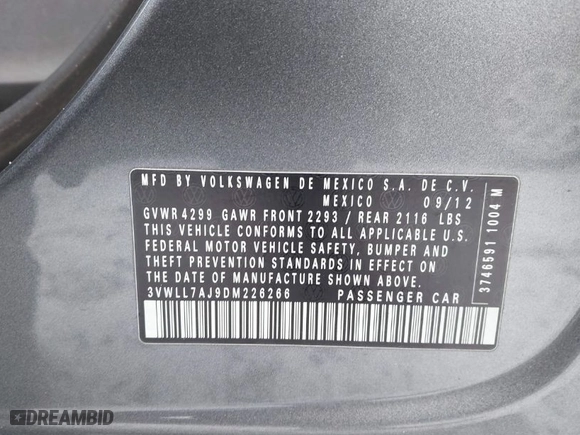 MFD BY VOLKSWAGEN DE MEXICO S.A. DE C.V.
MEXICO 09/12
GVWR 4299 GAWR FRONT 2293 / REAR 2116 LBS
THIS VEHICLE CONFORMS TO ALL APPLICABLE U.S.
FEDERAL MOTOR VEHICLE SAFETY, BUMPER AND
THEFT PREVENTION STANDARDS IN EFFECT ON
THE DATE OF MANUFACTURE SHOWN ABOVE.
3VWLL7AJ9DM226266 PASSENGER CAR
3746591 1004 M
DREAMBID